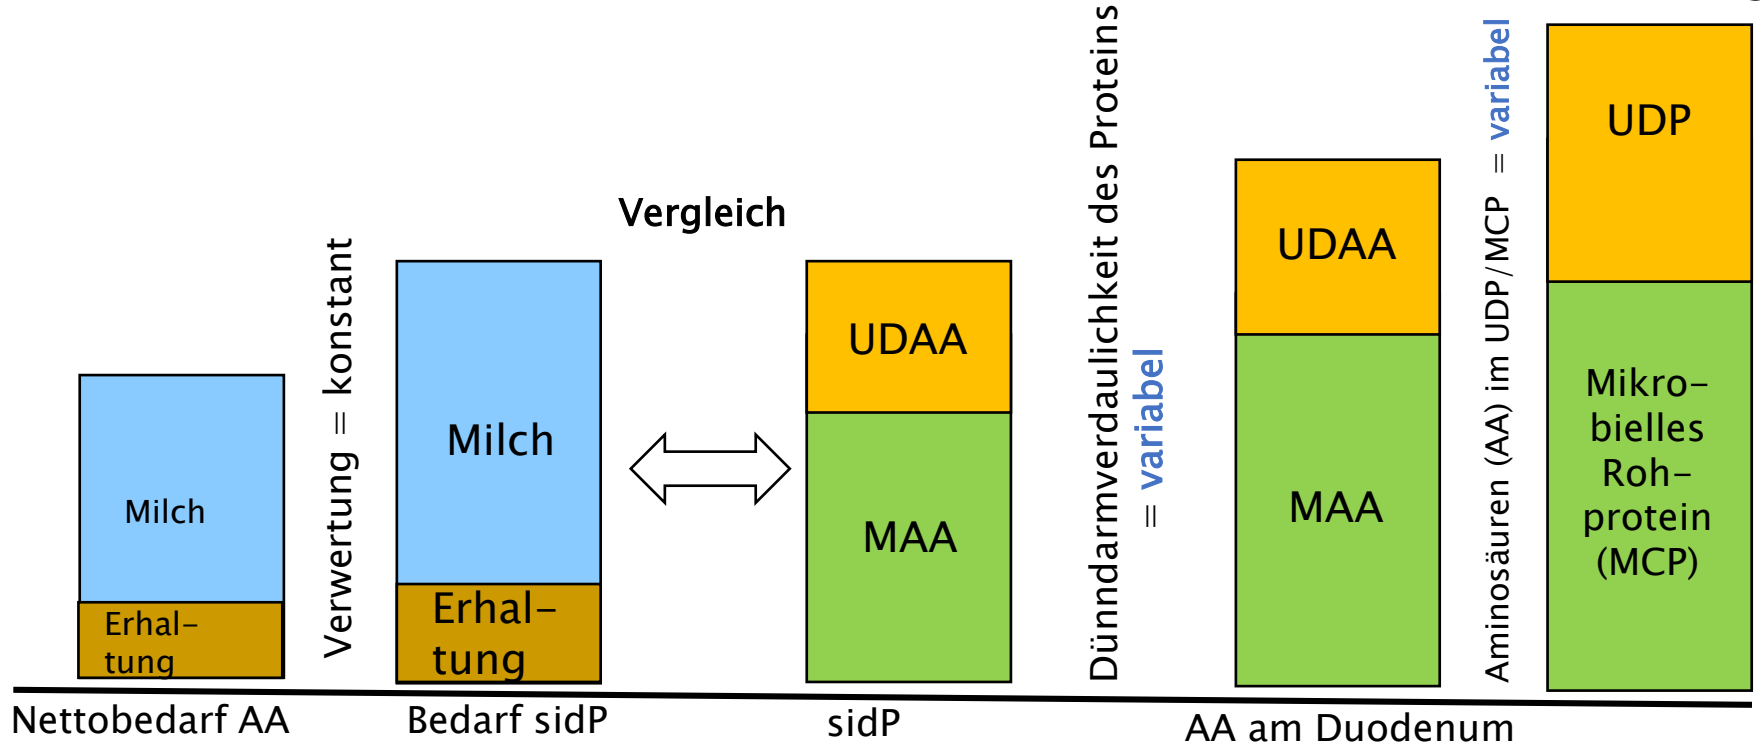 Milch
Erhal-
tung
Nettobedarf AA
Verwertung = konstant
Milch
Erhal-
tung
Bedarf sidP
Vergleich
UDAA
MAA
sidP
Dünndarmverdaulichkeit des Proteins
= variabel
UDAA
MAA
AA am Duodenum
Aminosäuren (AA) im UDP/MCP = variabel
UDP
Mikro-
bielles
Roh-
protein
(MCP)